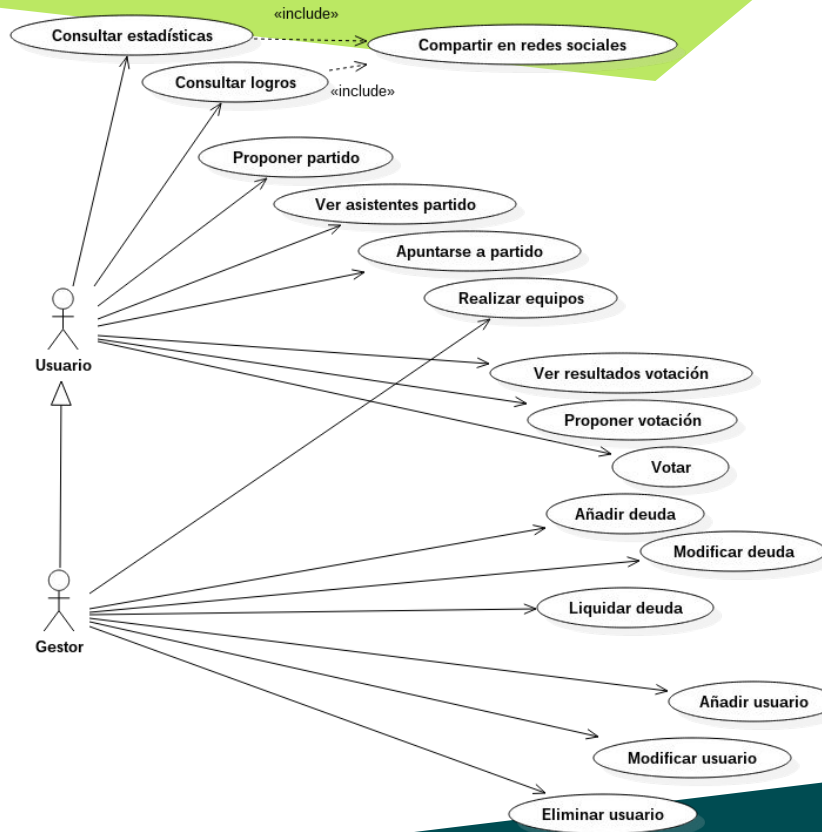 «include»
Consultar estadísticas
Compartir en redes sociales
Consultar logros
«include»
Proponer partido
Ver asistentes partido
Apuntarse a partido
Realizar equipos
Usuario
Ver resultados votación
Proponer votación
Votar
Añadir deuda
Modificar deuda
Liquidar deuda
Gestor
Añadir usuario
Modificar usuario
Eliminar usuario